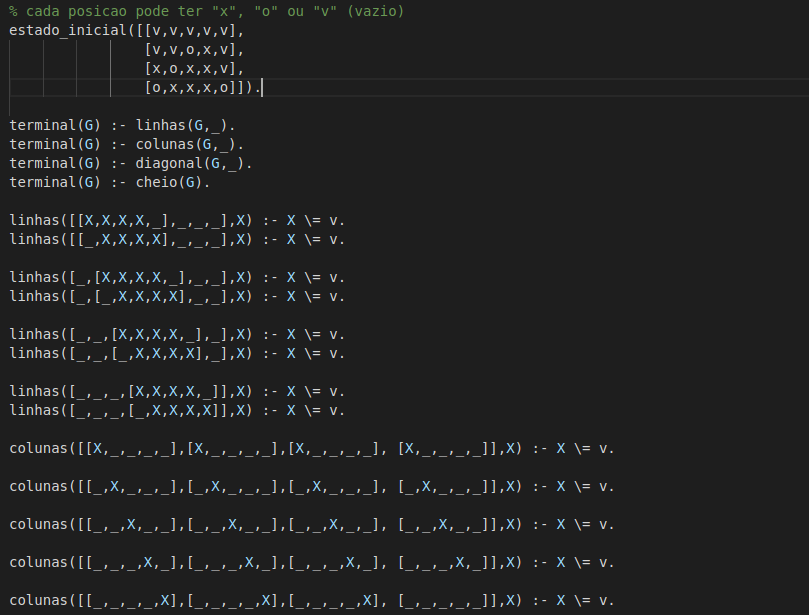 % cada posicao pode ter "x", "o" ou "v" (vazio)
estado_inicial([[v,v,v,v,v],
[v,v,o,x,v],
[x,o,x,x,v],
[o,x,x,x,o]]).
terminal(G) :- linhas(G,_).
terminal(G) :- colunas(G,_).
terminal(G) :- diagonal(G,_).
terminal(G) :- cheio(G).
linhas([[X,X,X,X,_],_,_,_],X) :- X \= v.
linhas([[_,X,X,X,X],_,_,_],X) :- X \= v.
linhas([_,[X,X,X,X,_],_,_],X) :- X \= v.
linhas([_,[_,X,X,X,X],_,_],X) :- X \= v.
linhas([_,_,[X,X,X,X,_],_],X) :- X \= v.
linhas([_,_,[_,X,X,X,X],_],X) :- X \= v.
linhas([_,_,_,[X,X,X,X,_]],X) :- X \= v.
linhas([_,_,_,[_,X,X,X,X]],X) :- X \= v.
colunas([[X,_,_,_,_],[X,_,_,_,_],[X,_,_,_,_], [X,_,_,_,_]],X) :- X \= v.
colunas([[_,X,_,_,_],[_,X,_,_,_],[_,X,_,_,_], [_,X,_,_,_]],X) :- X \= v.
colunas([[_,_,X,_,_],[_,_,X,_,_],[_,_,X,_,_], [_,_,X,_,_]],X) :- X \= v.
colunas([[_,_,_,X,_],[_,_,_,X,_],[_,_,_,X,_], [_,_,_,X,_]],X) :- X \= v.
colunas([[_,_,_,_,X],[_,_,_,_,X],[_,_,_,_,X], [_,_,_,_,X]],X) :- X \= v.